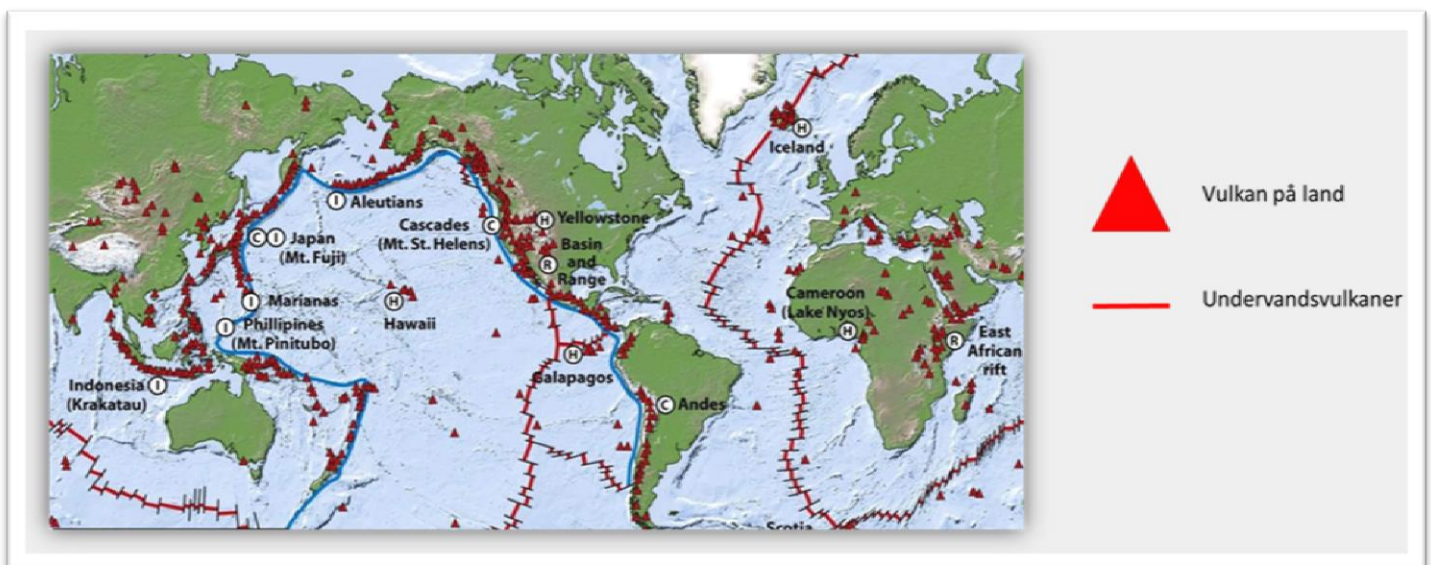 H
Iceland
I
Aleutians
Cascades
(Mt. St. Helens)
C
H
Yellowstone
Basin
and
Range
R
C
I
Japan
(Mt. Fuji)
I
Marianas
H
Hawaii
I
Phillipines
(Mt. Pinitubo)
Indonesia
(Krakatau)
I
H
Galapagos
C
Andes
Cameroon
(Lake Nyos)
H
R
East
African
rift
Scotia
Vulkan på land
Undervandsvulkaner